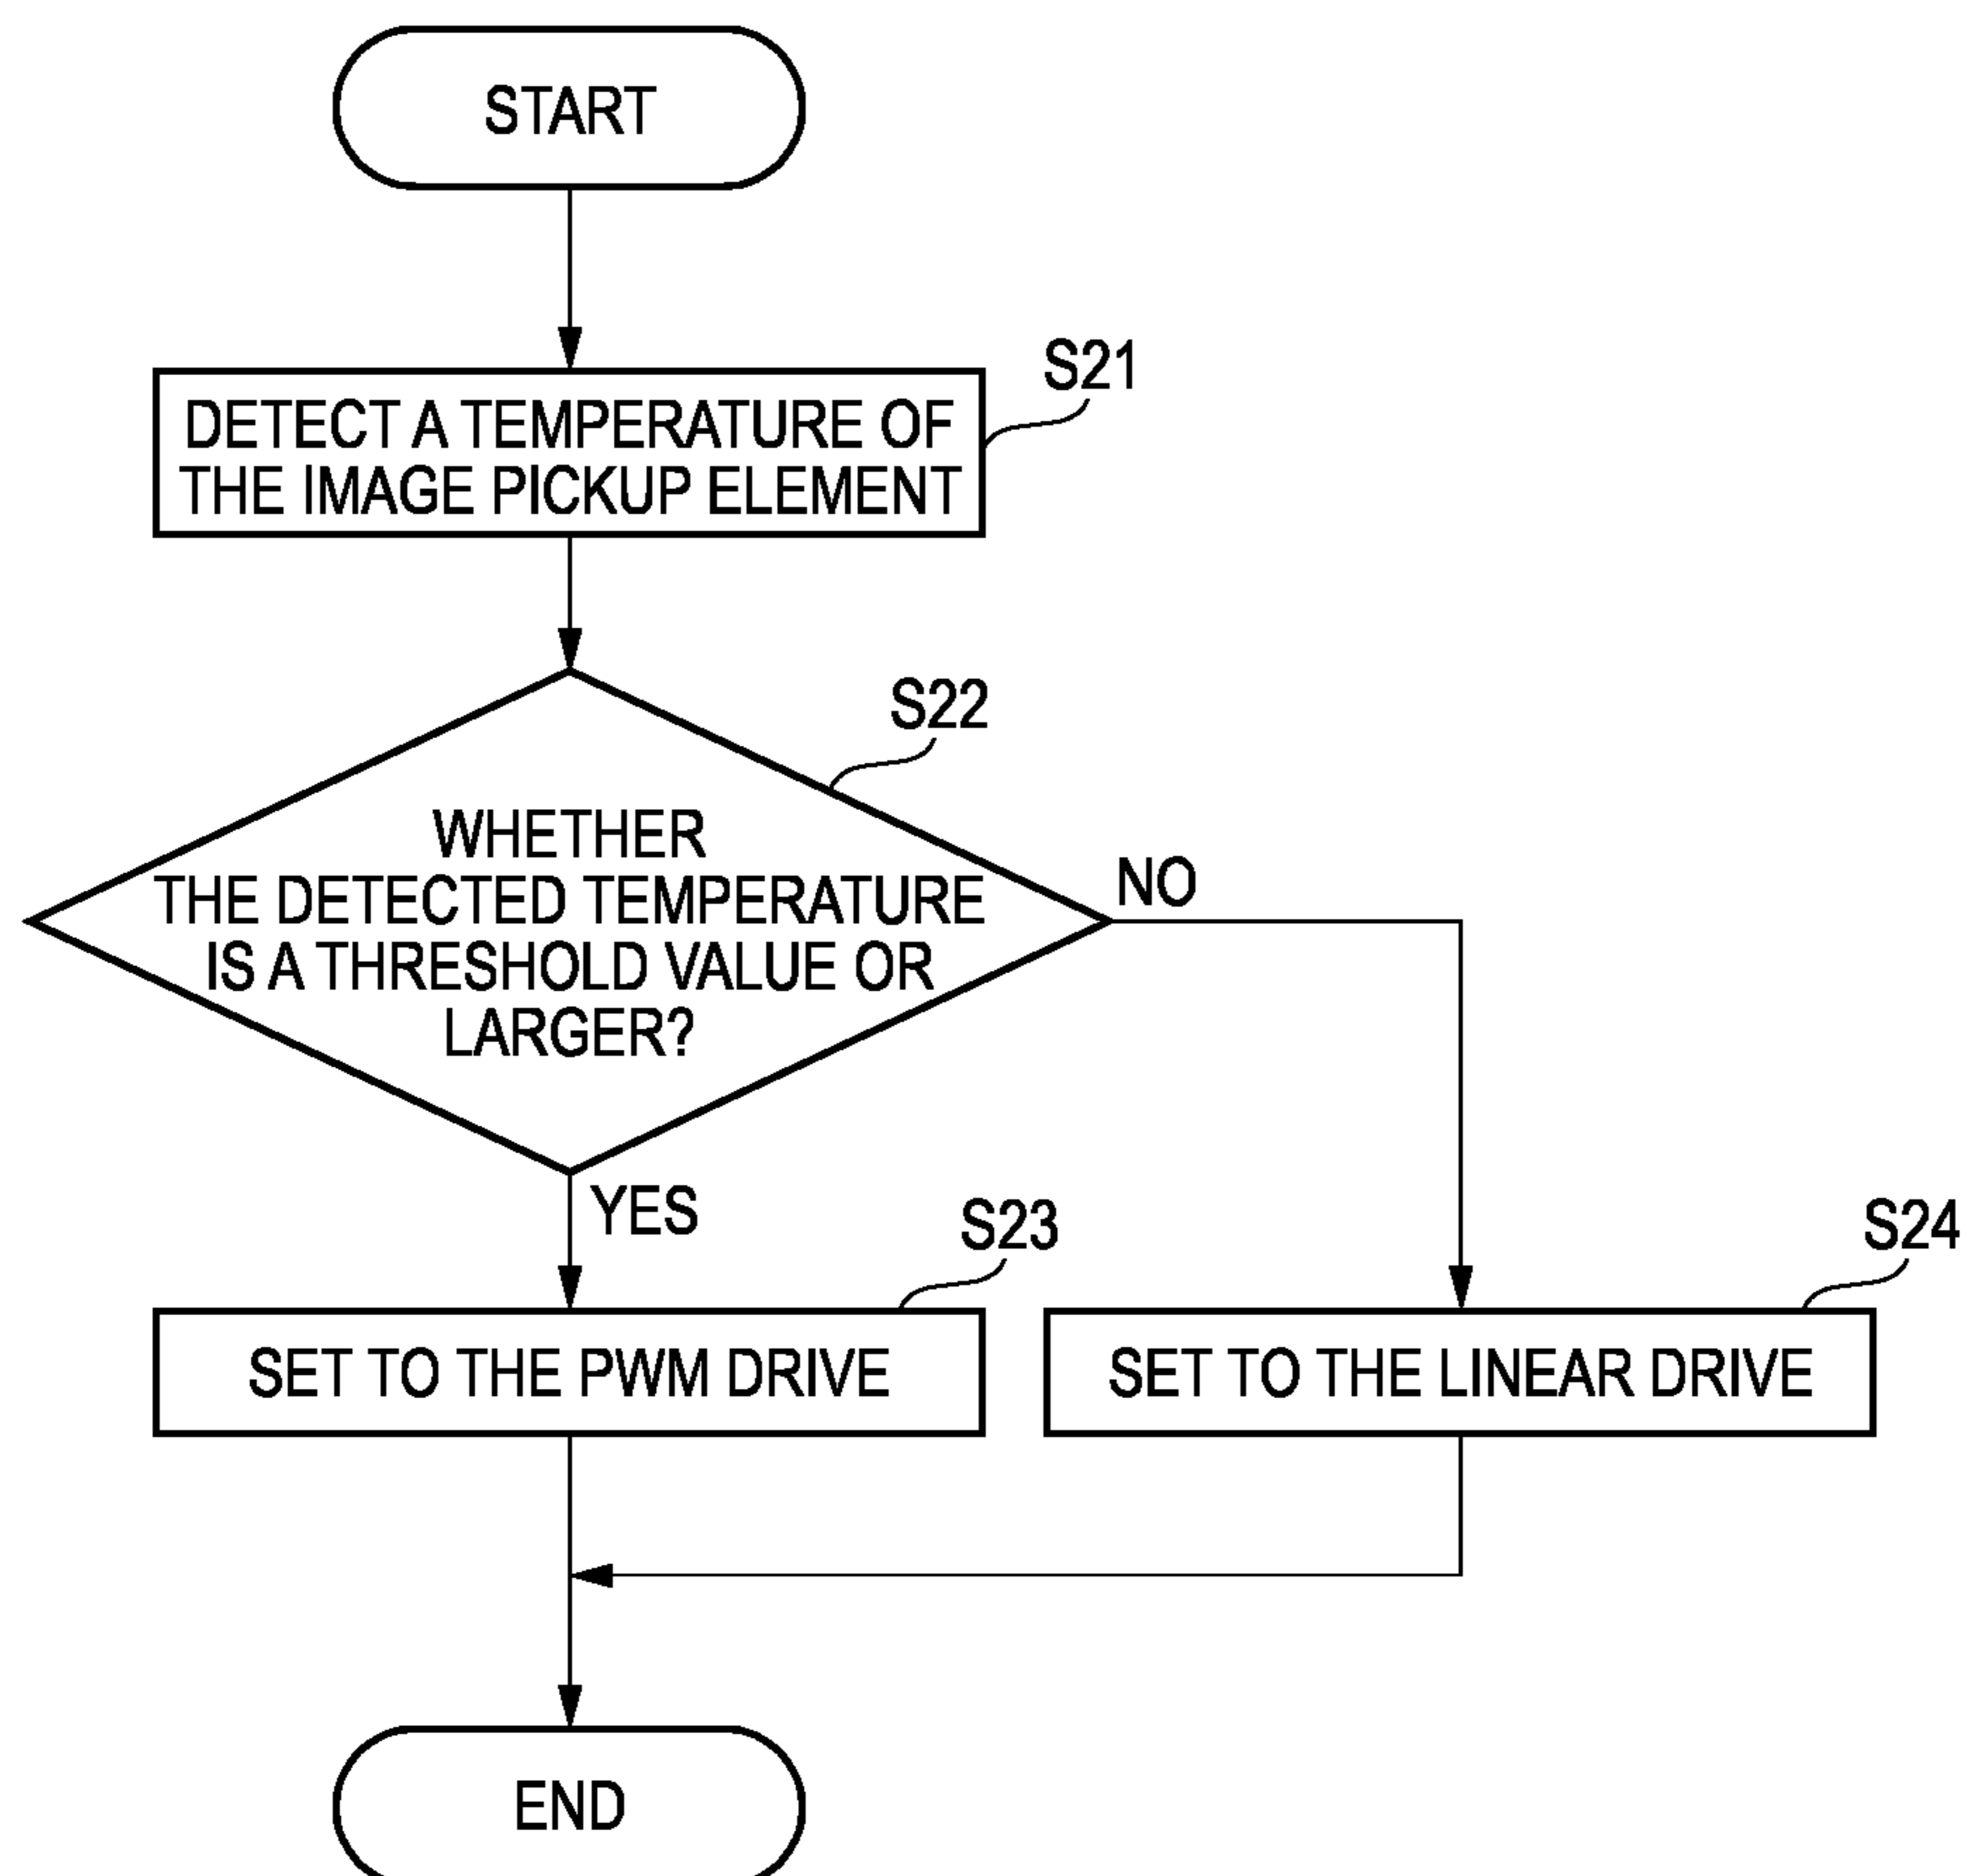 START
S21
DETECT A TEMPERATURE OF
THE IMAGE PICKUP ELEMENT
S22
WHETHER
THE DETECTED TEMPERATURE
IS A THRESHOLD VALUE OR
LARGER?
NO
YES
S23
S24
SET TO THE PWM DRIVE
SET TO THE LINEAR DRIVE
END